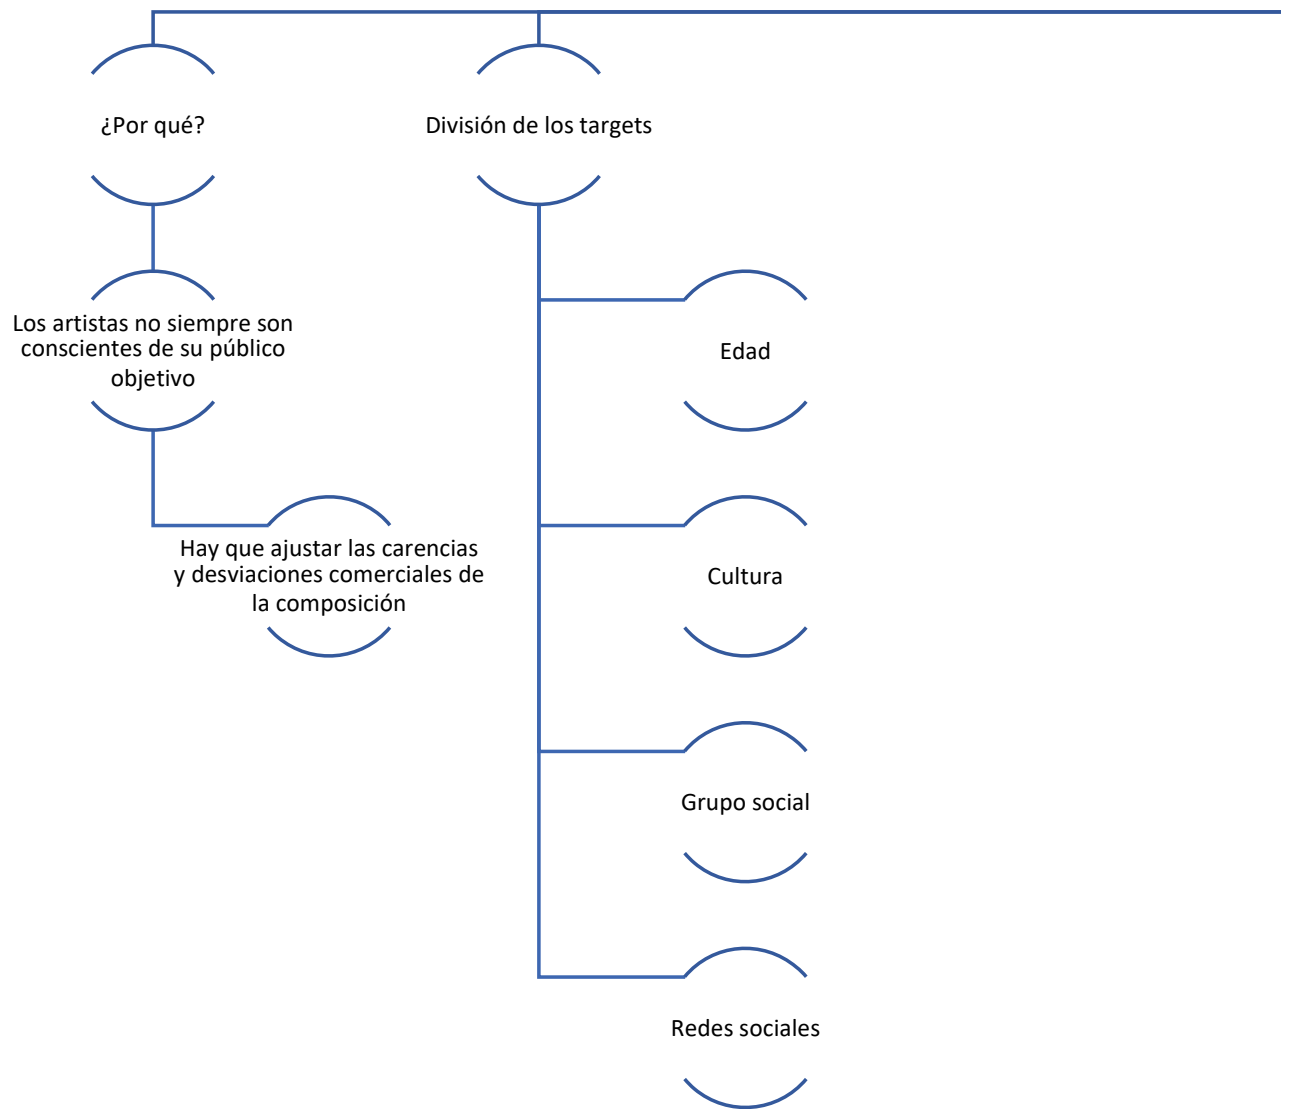 ¿Por qué?
División de los targets
Los artistas no siempre son
conscientes de su público
objetivo
Edad
Hay que ajustar las carencias
y desviaciones comerciales de
la composición
Cultura
Grupo social
Redes sociales